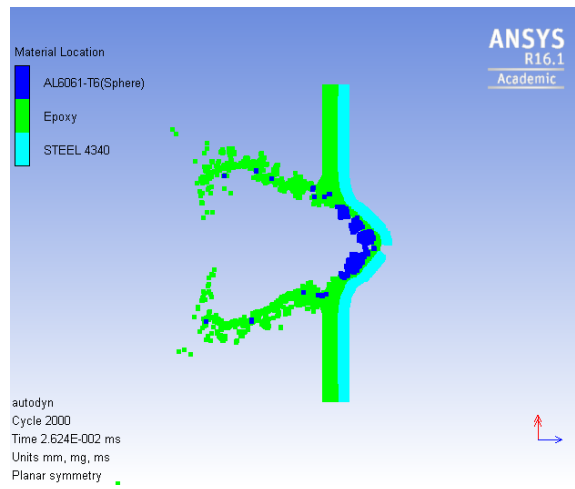 Material Location
AL6061-T6(Sphere)
Epoxy
STEEL 4340
ANSYS
R16.1
Academic
autodyn
Cycle 2000
Time 2.624E-002 ms
Units mm, mg, ms
Planar symmetry